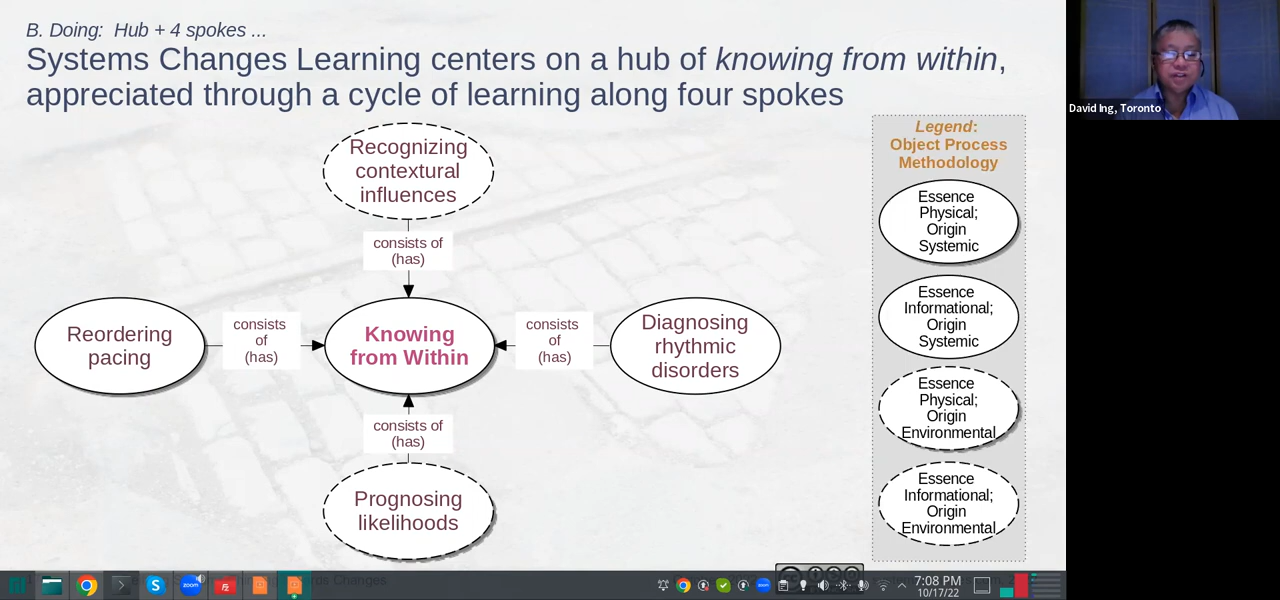 B. Doing: Hub + 4 spokes ...
Systems Changes Learning centers on a hub of knowing from within,
appreciated through a cycle of learning along four spokes
David Ing, Toronto
Legend:
Object Process
Methodology
Recognizing
contextural
influences
consists of
(has)
Reordering
pacing
consists
of
(has)
Knowing
from Within
consists
of
(has)
Diagnosing
rhythmic
disorders
consists of
(has)
Prognosing
likelihoods
Essence
Physical;
Origin
Systemic
Essence
Informational;
Origin
Systemic
Essence
Physical;
Origin
Environmental
Essence
Informational;
Origin
Environmental
zoom
Changes
7:08 PM
10/17/22